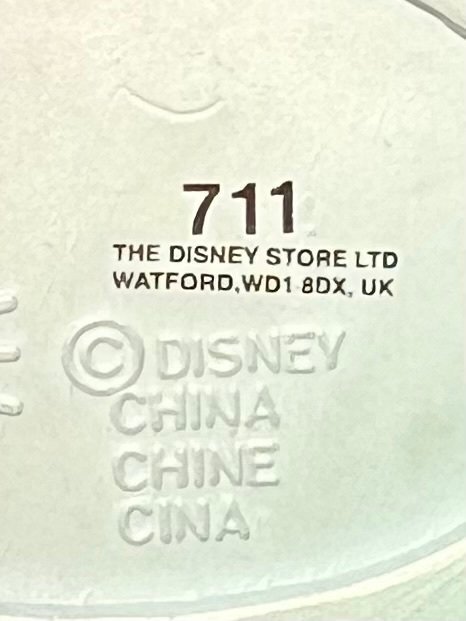 711
THE DISNEY STORE LTD
WATFORD,WD1 8DX, UK
© DISNEY
CHINA
CHINE
CINA